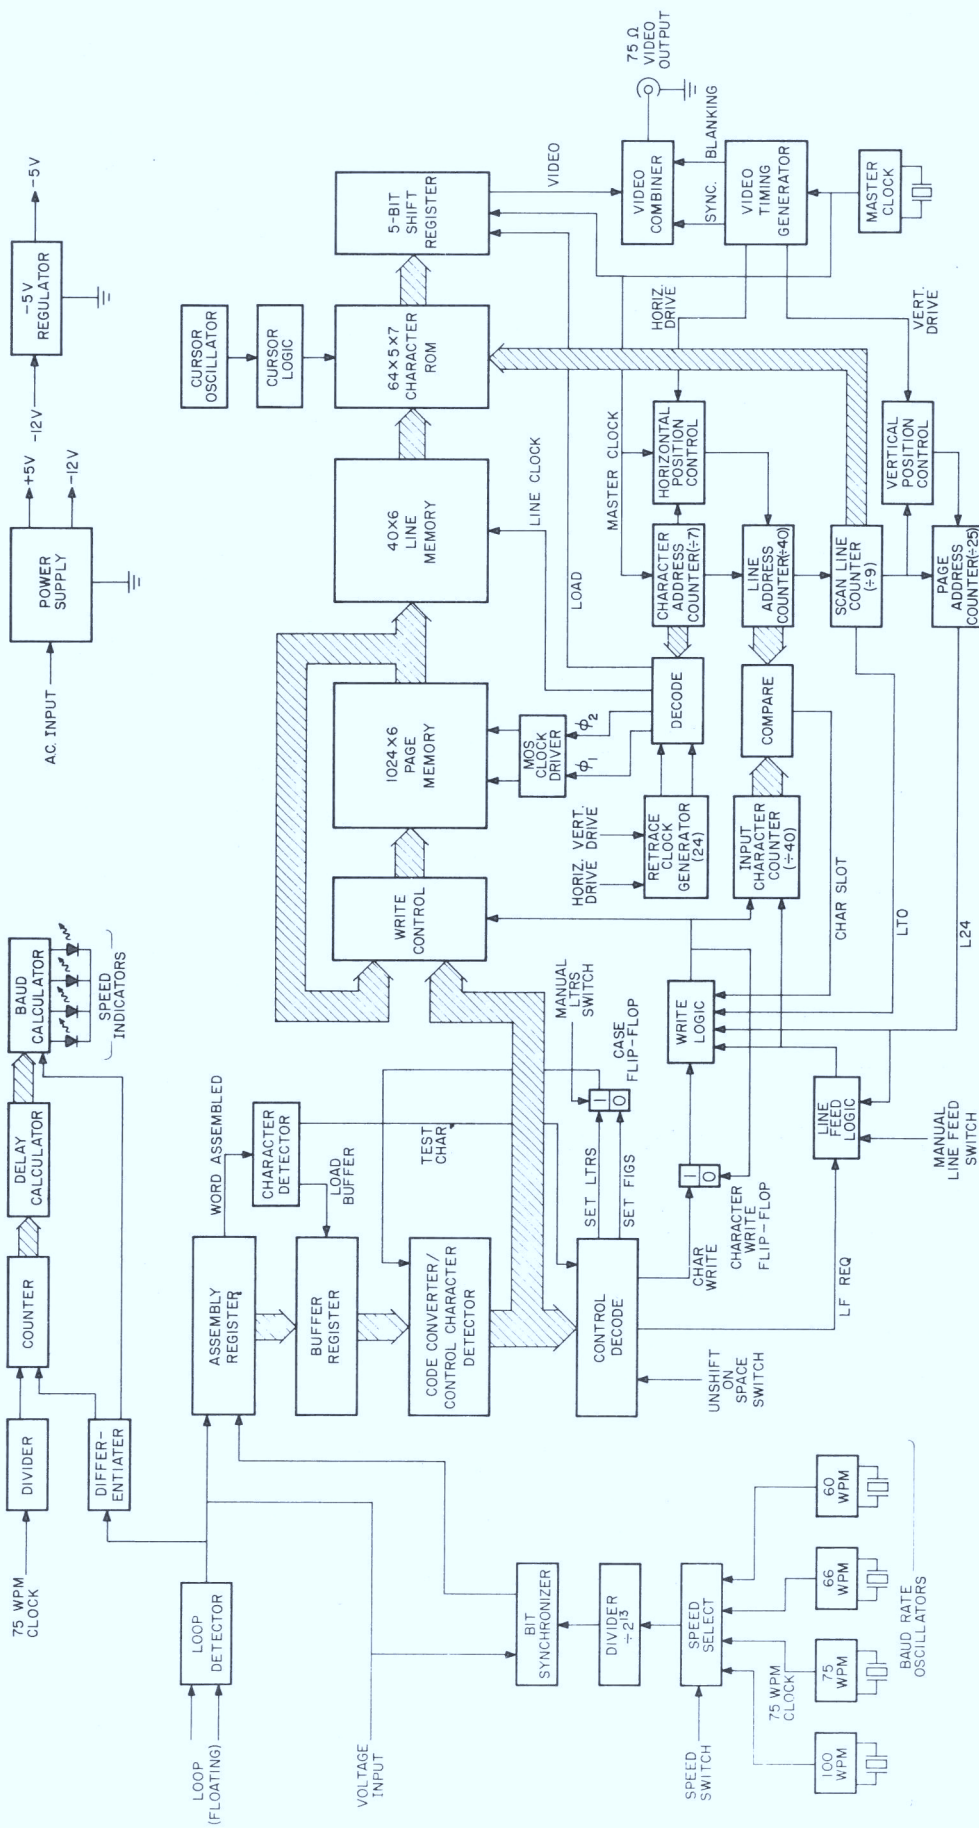 75 WPM
CLOCK
DIVIDER
COUNTER
DELAY
CALCULATOR
BAUD
CALCULATOR
SPEED
INDICATORS
DIFFER-
ENTIATER
A.C. INPUT
POWER
SUPPLY
+5V
-12V
-12V
-5V
REGULATOR
-5V
LOOP
(FLOATING)
LOOP
DETECTOR
VOLTAGE
INPUT
ASSEMBLY
REGISTER
WORD ASSEMBLED
CHARACTER
DETECTOR
LOAD
BUFFER
BUFFER
REGISTER
CODE CONVERTER/
CONTROL CHARACTER
DETECTOR
TEST
CHAR
WRITE
CONTROL
1024X6
PAGE
MEMORY
40X6
LINE
MEMORY
CURSOR
OSCILLATOR
CURSOR
LOGIC
64X5X7
CHARACTER
ROM
5-BIT
SHIFT
REGISTER
VIDEO
75 Ω
VIDEO
OUTPUT
VIDEO
COMBINER
SYNC.
BLANKING
VIDEO
TIMING
GENERATOR
MASTER
CLOCK
HORIZ.
DRIVE
VERT.
DRIVE
LINE CLOCK
LOAD
MASTER CLOCK
MOS
CLOCK
DRIVER
Φ1
Φ2
DECODE
HORIZ.
DRIVE
VERT.
DRIVE
RETRACE
CLOCK
GENERATOR
(24)
CHARACTER
ADDRESS
COUNTER(÷7)
HORIZONTAL
POSITION
CONTROL
INPUT
CHARACTER
COUNTER
(÷40)
COMPARE
LINE
ADDRESS
COUNTER(÷40)
SCAN LINE
COUNTER
(÷9)
VERTICAL
POSITION
CONTROL
PAGE
ADDRESS
COUNTER(÷25)
CHAR SLOT
LTO
L24
MANUAL
LTRS
SWITCH
1
0
CASE
FLIP-FLOP
SET LTRS
SET FIGS
CONTROL
DECODE
UNSHIFT
ON
SPACE
SWITCH
CHAR
WRITE
1
0
CHARACTER
WRITE
FLIP-FLOP
WRITE
LOGIC
LF REQ
LINE
FEED
LOGIC
MANUAL
LINE FEED
SWITCH
BIT
SYNCHRONIZER
DIVIDER
÷2¹³
SPEED
SELECT
SPEED
SWITCH
75 WPM
CLOCK
100
WPM
75
WPM
66
WPM
60
WPM
BAUD RATE
OSCILLATORS